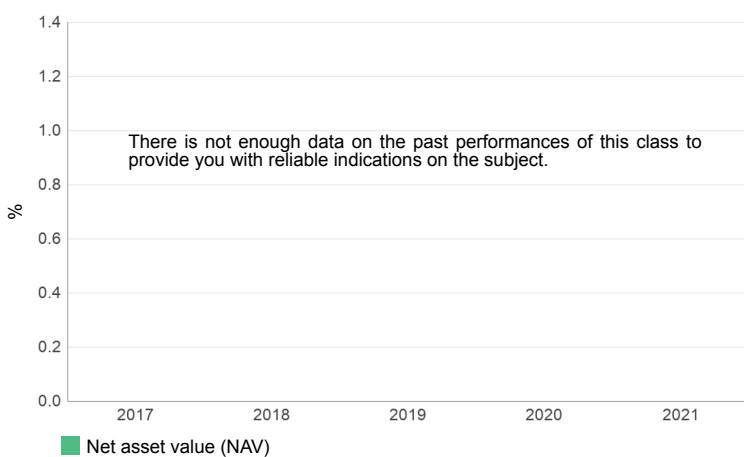 1.4
1.2
1.0
There is not enough data on the past performances of this class to
provide you with reliable indications on the subject.
0.8
%
0.6
0.4
0.2
0.0
2017 2018 2019 2020 2021
Net asset value (NAV)